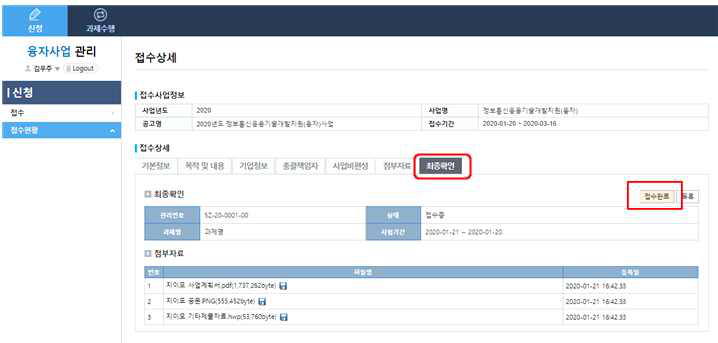 신청
과제수행
융자사업 관리
김우주 Logout
신청
접수
접수현황
접수상세
접수사업정보
사업년도 2020 사업명 정보통신응용기술개발지원(융자)
공고명 2020년도 정보통신응용기술개발지원(융자)사업 접수기간 2020-01-20 ~ 2020-03-16
접수상세
기본정보 목적 및 내용 기업정보 총괄책임자 사업비편성 첨부자료 최종확인
최종확인
접수완료
관리번호 SZ-20-0001-00 상태 접수중
과제명 과제명 사업기간 2020-01-21 ~ 2020-01-20
첨부자료
번호 파일명 등록일
1 지이모 사업계획서.pdf(1,737,262byte) 2020-01-21 16:42:33
2 지이모 공문.PNG(555,452byte) 2020-01-21 16:42:33
3 지이모 기타제출자료.hwp(53,760byte) 2020-01-21 16:42:33